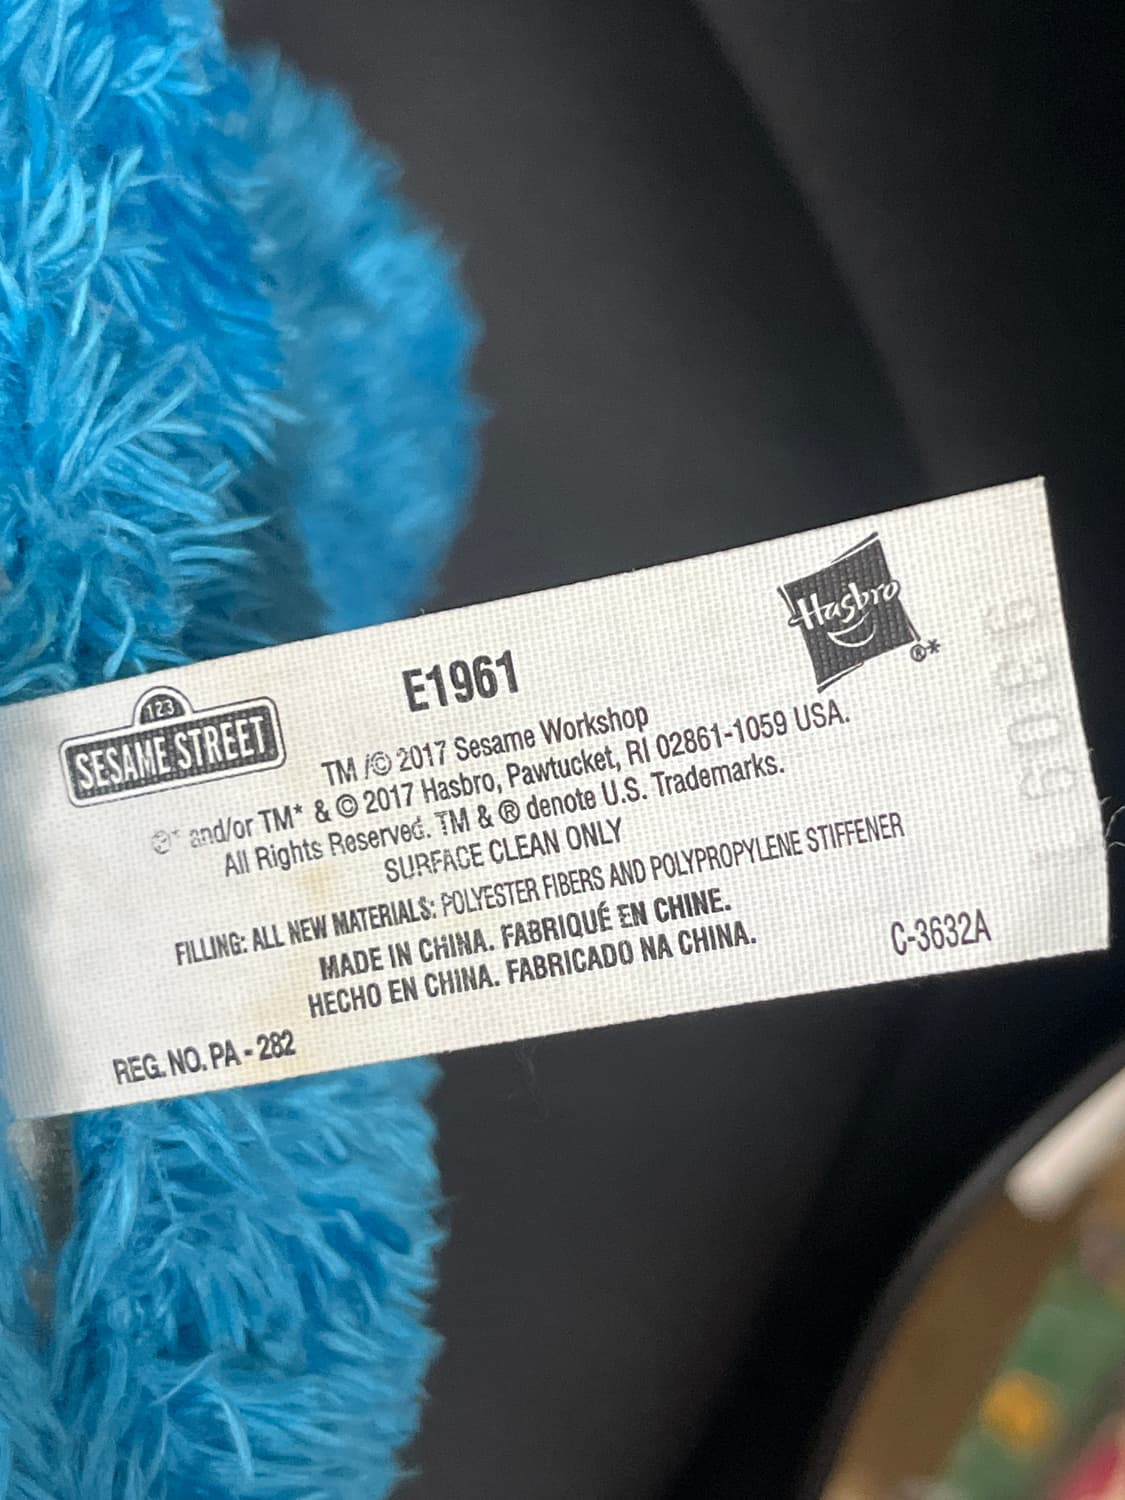 123
SESAME STREET
E1961
Hasbro
®*
TM/© 2017 Sesame Workshop
®* and/or TM* & © 2017 Hasbro, Pawtucket, RI 02861-1059 USA.
All Rights Reserved. TM & ® denote U.S. Trademarks.
SURFACE CLEAN ONLY
FILLING: ALL NEW MATERIALS: POLYESTER FIBERS AND POLYPROPYLENE STIFFENER
MADE IN CHINA. FABRIQUÉ EN CHINE.
HECHO EN CHINA. FABRICADO NA CHINA.
C-3632A
REG. NO. PA - 282